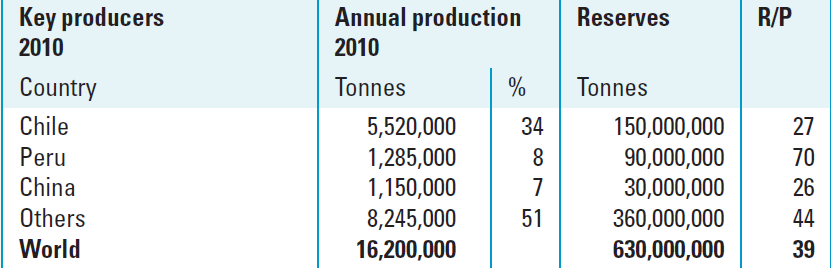 Key producers Annual production Reserves R/P
2010 2010
Country Tonnes % Tonnes
Chile 5,520,000 34 150,000,000 27
Peru 1,285,000 8 90,000,000 70
China 1,150,000 7 30,000,000 26
Others 8,245,000 51 360,000,000 44
World 16,200,000 630,000,000 39